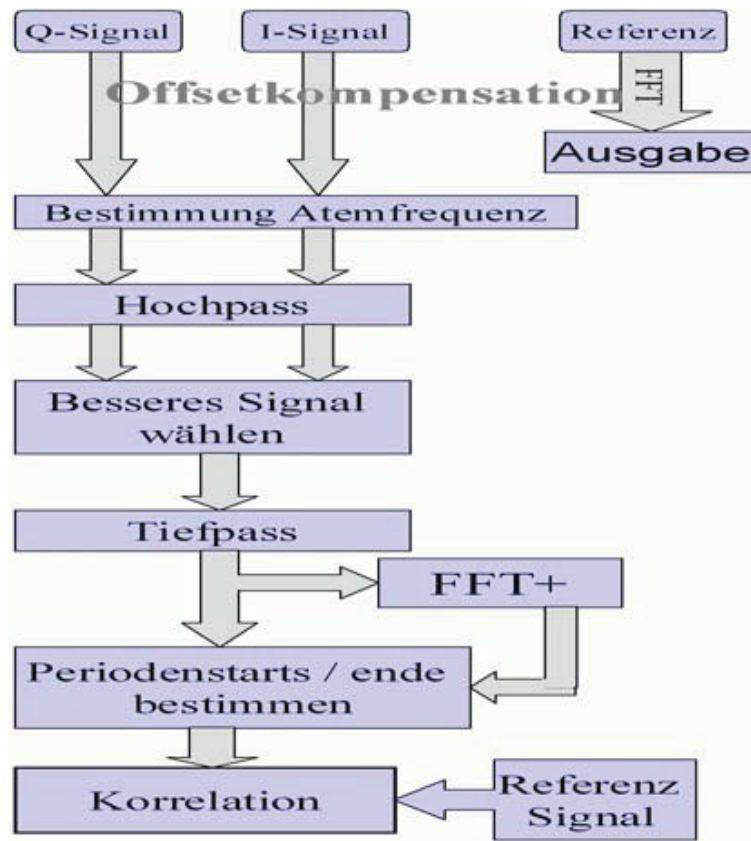 Q-Signal
I-Signal
Referenz
Offsetkompensation
FFT
Ausgabe
Bestimmung Atemfrequenz
Hochpass
Besseres Signal
wählen
Tiefpass
FFT+
Periodenstarts / ende
bestimmen
Korrelation
Referenz
Signal